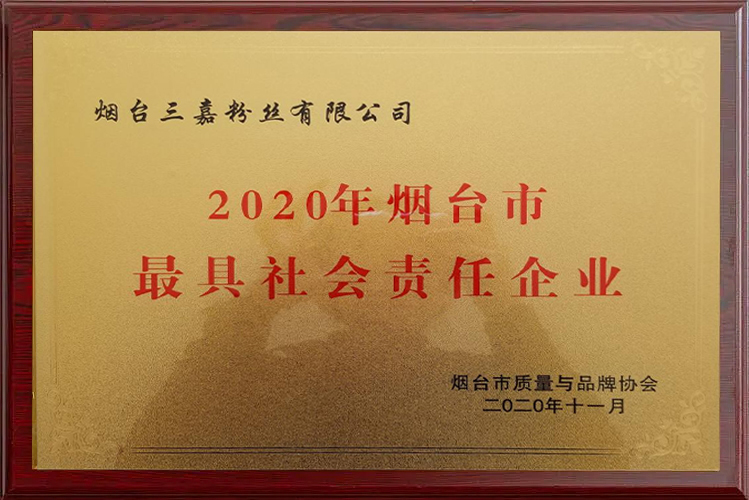 烟台三嘉粉丝有限公司
2020年烟台市
最具社会责任企业
烟台市质量与品牌协会
二〇二〇年十一月